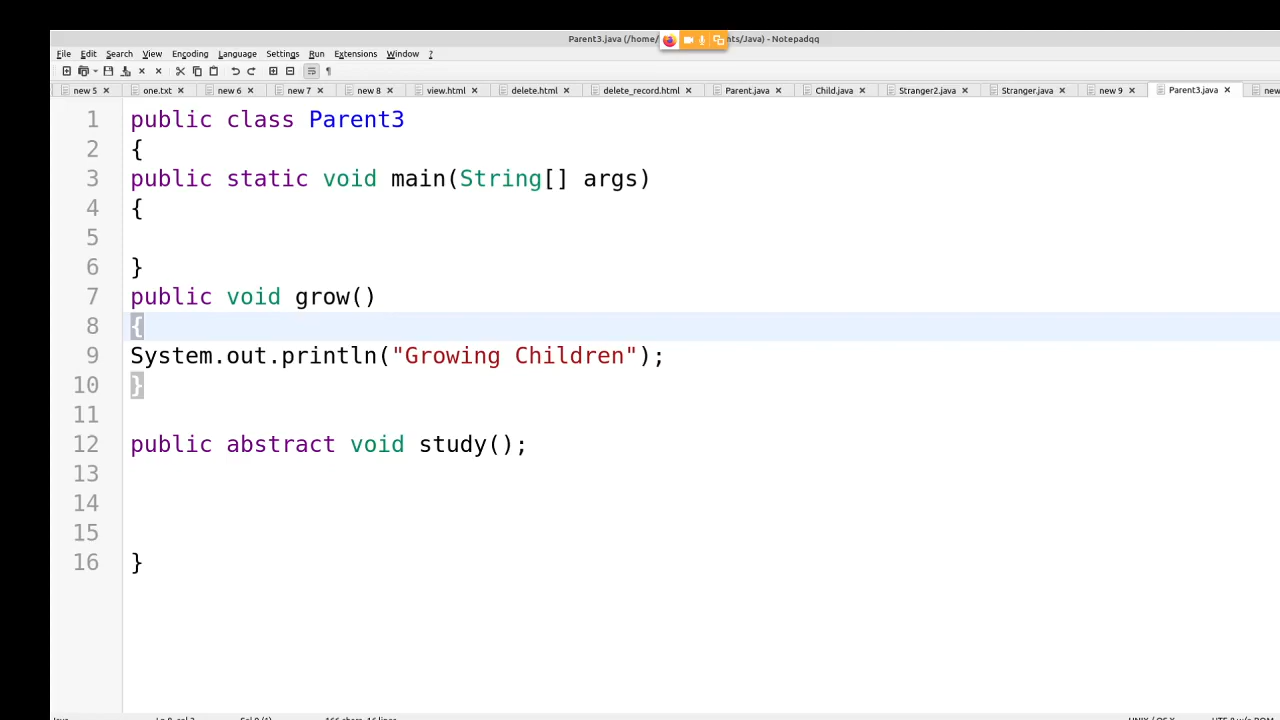 Parent3.java (/home/ nts/Java) - Notepadqq
File Edit Search View Encoding Language Settings Run Extensions Window ?
new 5 one.txt new 6 new 7 new 8 view.html delete.html delete_record.html Parent.java Child.java Stranger2.java Stranger.java new 9 Parent3.java new
1 public class Parent3
2 {
3 public static void main(String[] args)
4 {
5
6 }
7 public void grow()
8 {
9 System.out.println("Growing Children");
10 }
11
12 public abstract void study();
13
14
15
16 }